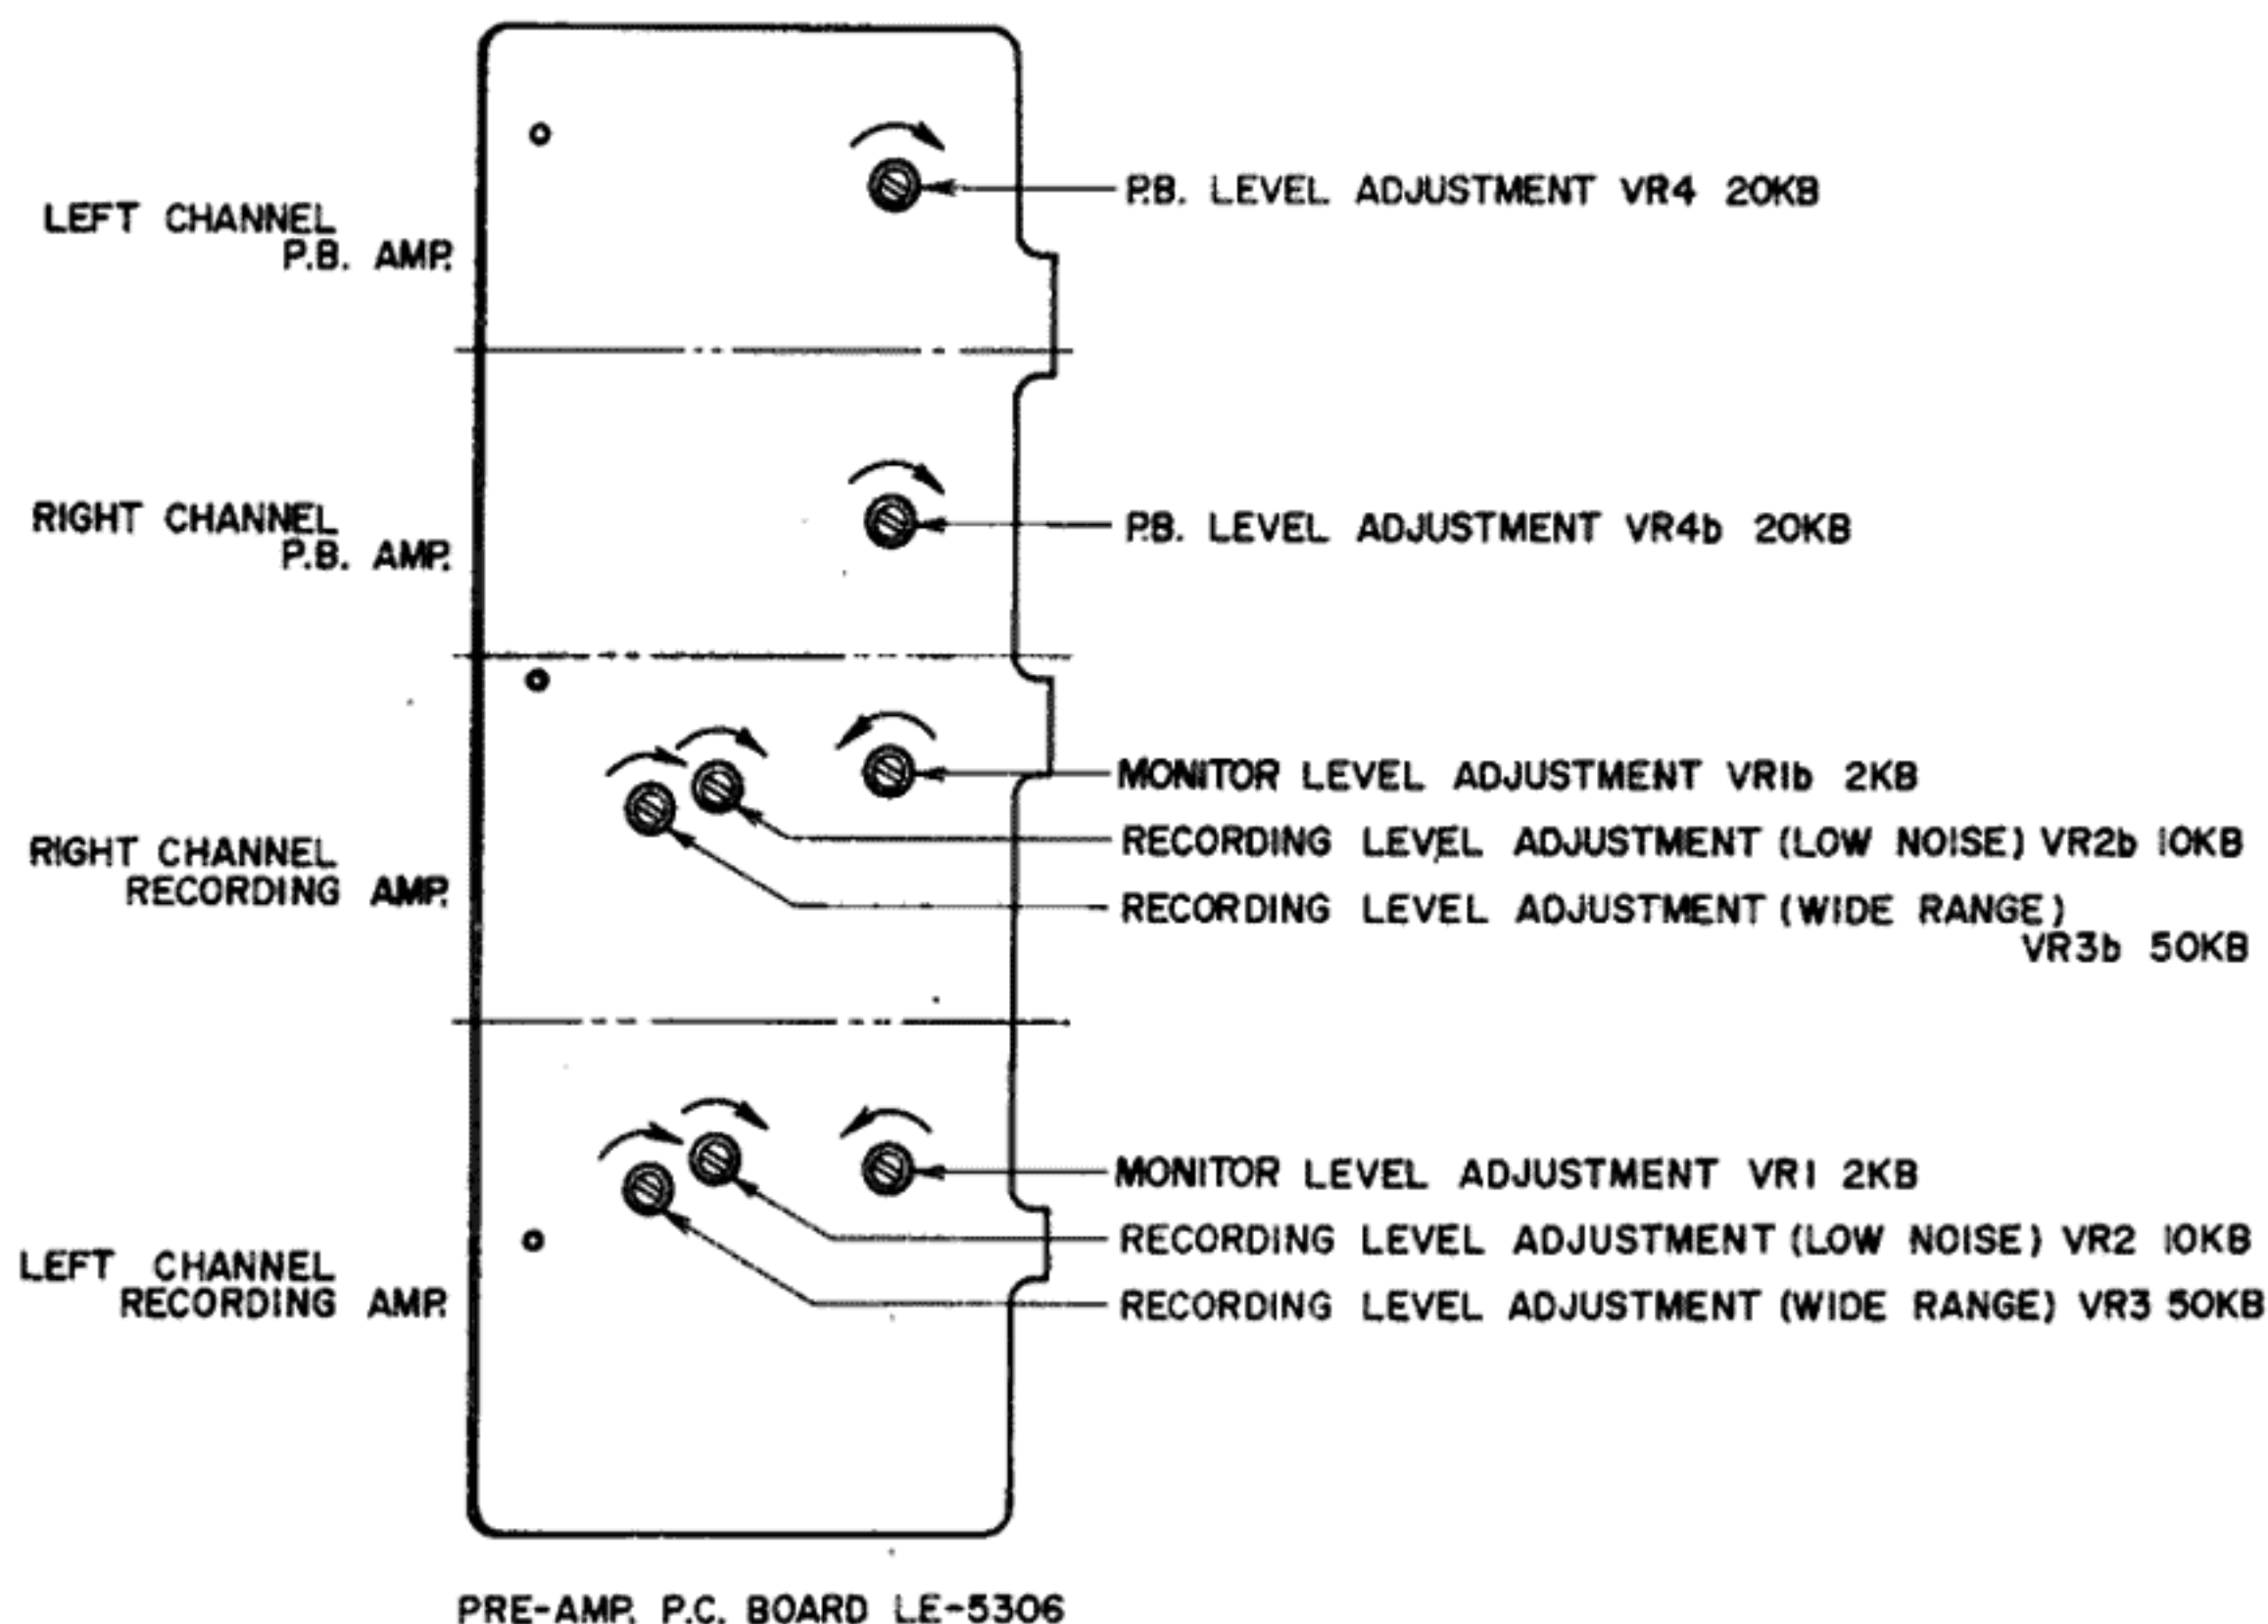 LEFT CHANNEL
P.B. AMP.
P.B. LEVEL ADJUSTMENT VR4 20KB
RIGHT CHANNEL
P.B. AMP.
P.B. LEVEL ADJUSTMENT VR4b 20KB
RIGHT CHANNEL
RECORDING AMP.
MONITOR LEVEL ADJUSTMENT VR1b 2KB
RECORDING LEVEL ADJUSTMENT (LOW NOISE) VR2b 10KB
RECORDING LEVEL ADJUSTMENT (WIDE RANGE)
VR3b 50KB
LEFT CHANNEL
RECORDING AMP.
MONITOR LEVEL ADJUSTMENT VR1 2KB
RECORDING LEVEL ADJUSTMENT (LOW NOISE) VR2 10KB
RECORDING LEVEL ADJUSTMENT (WIDE RANGE) VR3 50KB
PRE-AMP. P.C. BOARD LE-5306